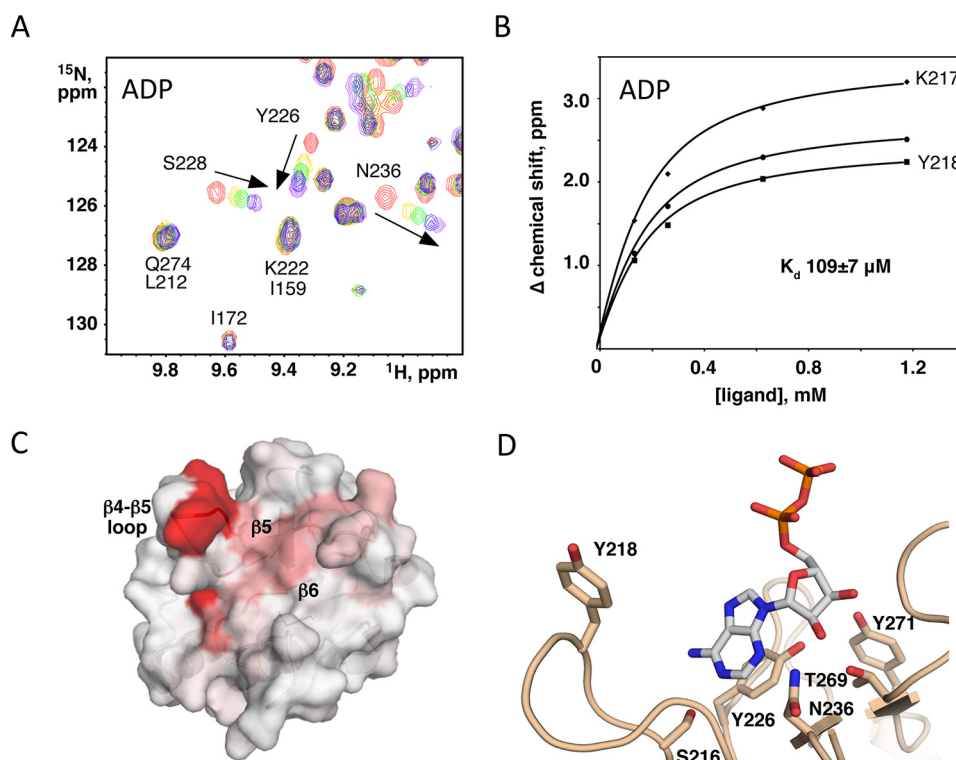 A
¹⁵N,
ppm
ADP
Y226
124
S228
N236
126
Q274
L212
K222
I159
128
I172
130
9.8
9.6
9.4
9.2
¹H, ppm
B
ADP
K217
3.0
2.0
Y218
1.0
Δ chemical shift, ppm
K_d 109±7 µM
0
0.4
0.8
1.2
[ligand], mM
C
β4-β5
loop
β5
β6
D
Y218
Y271
T269
Y226
N236
S216